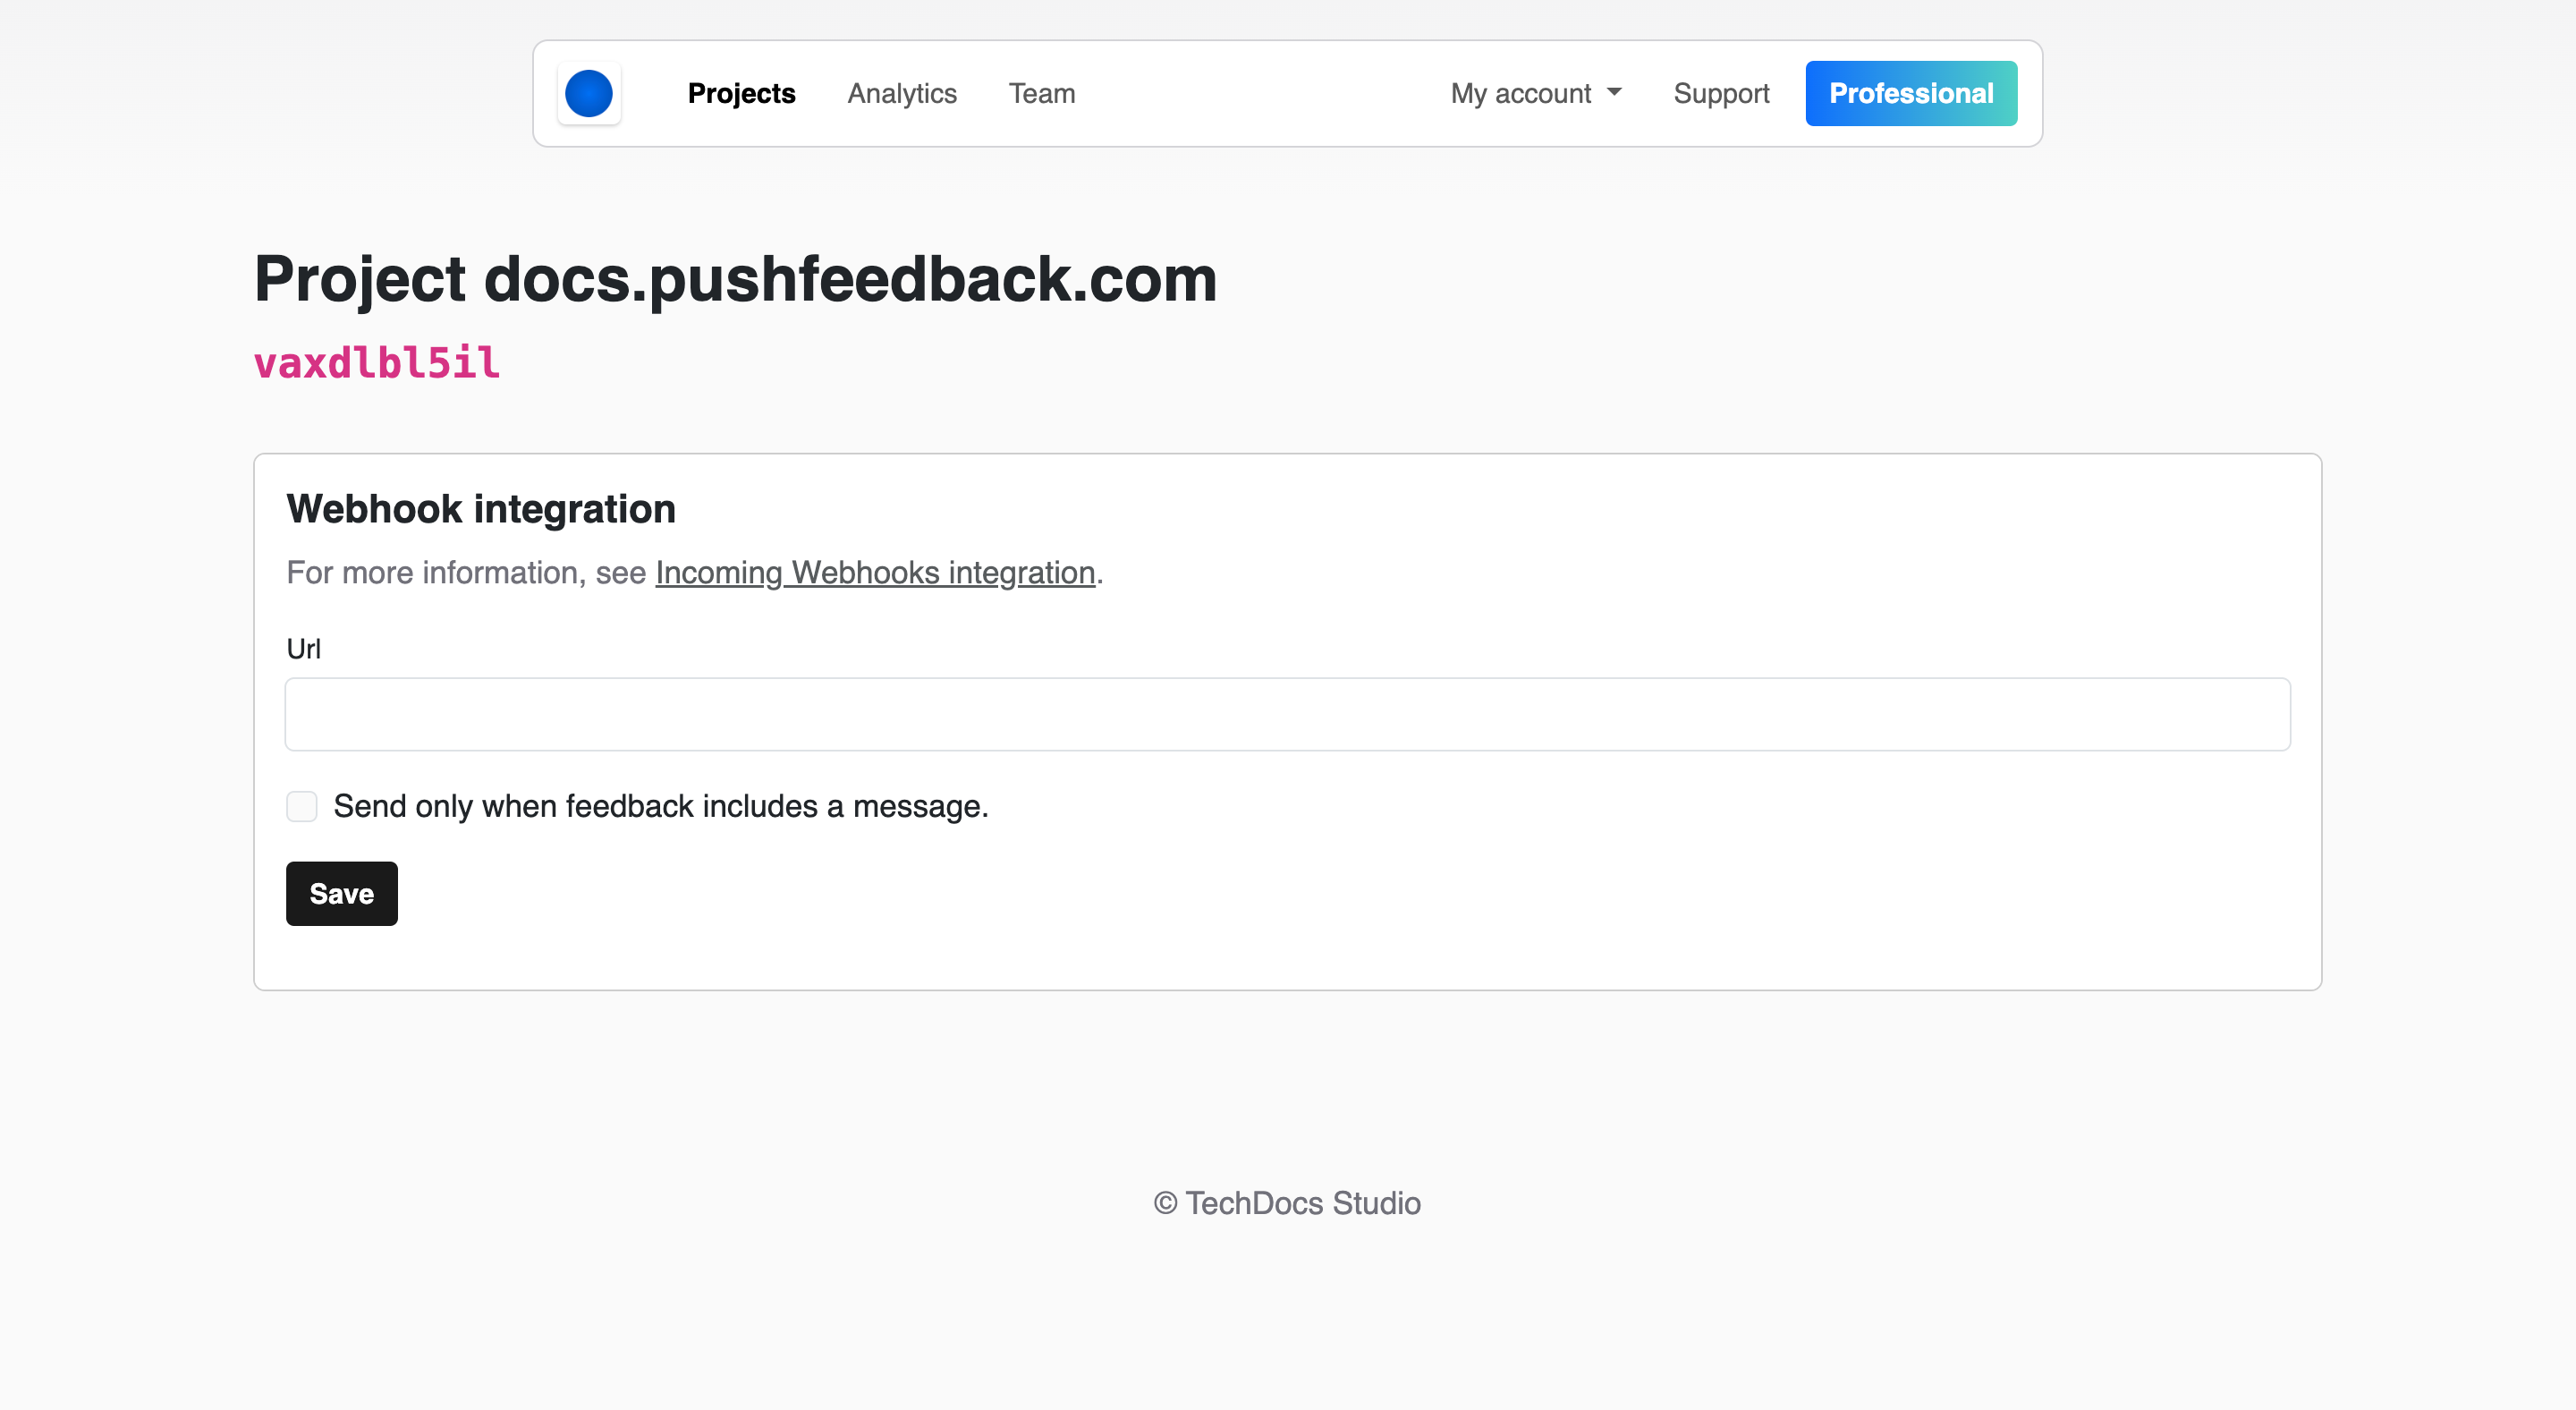 Projects Analytics Team My account Support Professional
Project docs.pushfeedback.com
vaxdlbl5il
Webhook integration
For more information, see Incoming Webhooks integration.
Url
Send only when feedback includes a message.
Save
© TechDocs Studio